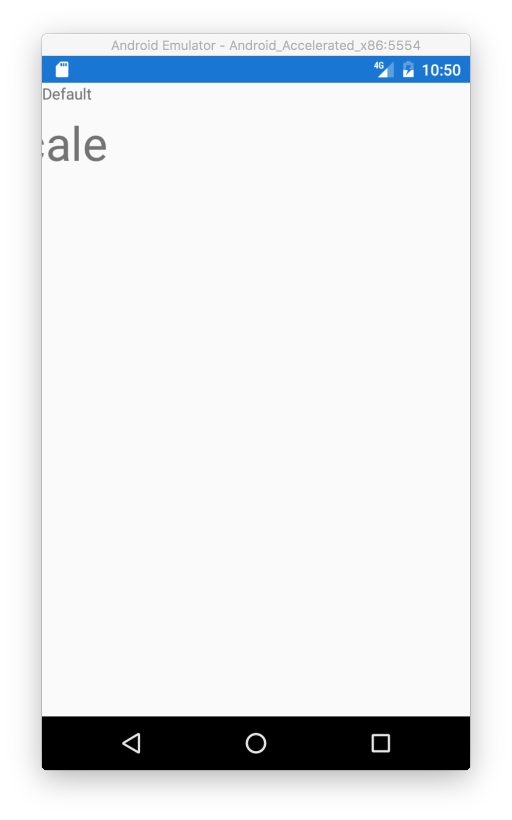 Android Emulator - Android_Accelerated_x86:5554
4G
10:50
Default
cale